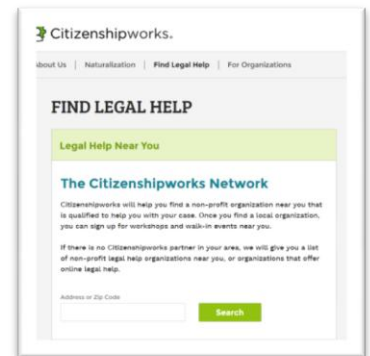 Citizenshipworks.
bout Us | Naturalization | Find Legal Help | For Organizations
FIND LEGAL HELP
Legal Help Near You
The Citizenshipworks Network
Citizenshipworks will help you find a non-profit organization near you that
is qualified to help you with your case. Once you find a local organization,
you can sign up for workshops and walk-in events near you.
If there is no Citizenshipworks partner in your area, we will give you a list
of non-profit legal help organizations near you, or organizations that offer
online legal help.
Address or Zip Code
Search